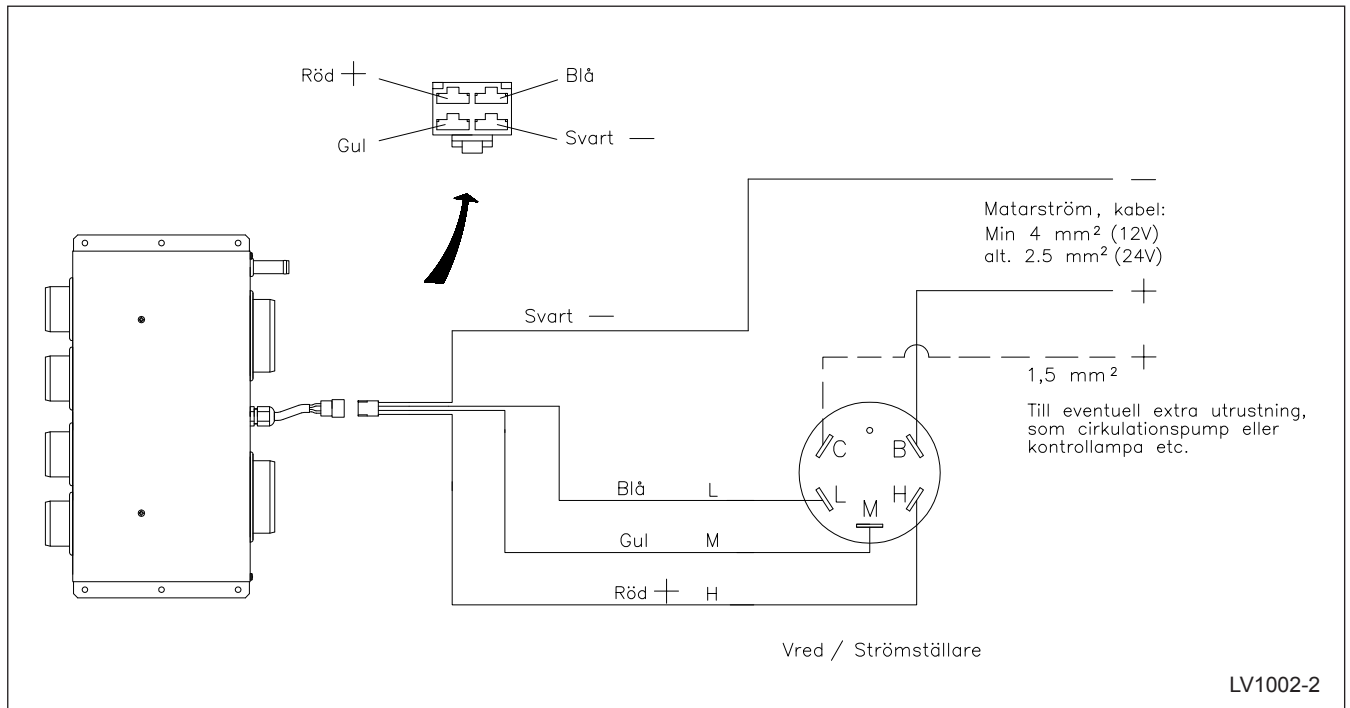 Röd +
Blå
Gul
Svart —
—
Matarström, kabel:
Min 4 mm² (12V)
alt. 2.5 mm² (24V)
+
Svart —
+
1,5 mm²
Till eventuell extra utrustning,
som cirkulationspump eller
kontrollampa etc.
C B
L H
M
Blå L
Gul M
Röd + H
Vred / Strömställare
LV1002-2